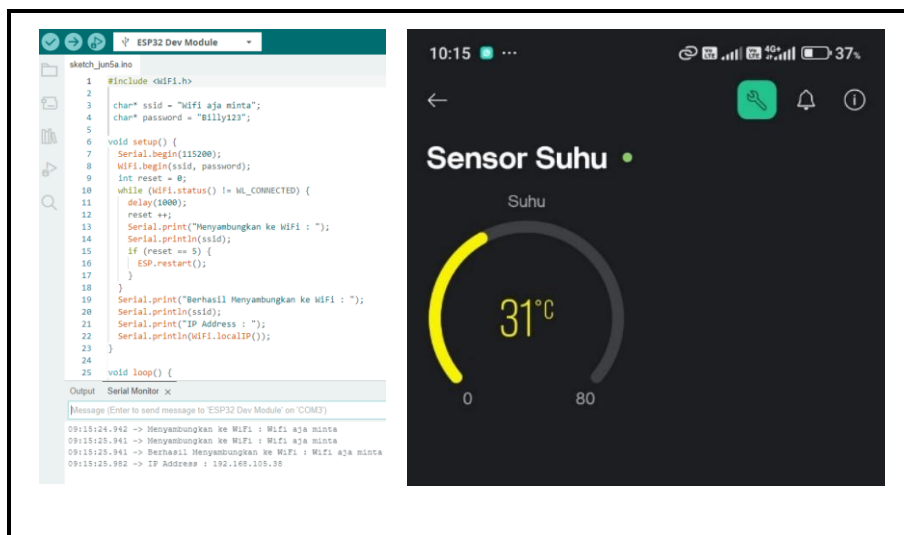 ESP32 Dev Module
sketch_jun5a.ino
1 #include <WiFi.h>
2
3 char* ssid = "Wifi aja minta";
4 char* password = "Billy123";
5
6 void setup() {
7 Serial.begin(115200);
8 WiFi.begin(ssid, password);
9 int reset = 0;
10 while (WiFi.status() != WL_CONNECTED) {
11 delay(1000);
12 reset ++;
13 Serial.print("Menyambungkan ke WiFi : ");
14 Serial.println(ssid);
15 if (reset == 5) {
16 ESP.restart();
17 }
18 }
19 Serial.print("Berhasil Menyambungkan ke WiFi : ");
20 Serial.println(ssid);
21 Serial.print("IP Address : ");
22 Serial.println(WiFi.localIP());
23 }
24
25 void loop() {
Output Serial Monitor x
Message (Enter to send message to 'ESP32 Dev Module' on 'COM3')
09:15:24.942 -> Menyambungkan ke WiFi : Wifi aja minta
09:15:25.941 -> Menyambungkan ke WiFi : Wifi aja minta
09:15:25.941 -> Berhasil Menyambungkan ke WiFi : Wifi aja minta
09:15:25.982 -> IP Address : 192.168.105.38
10:15 ... 4G+ 37%
Sensor Suhu
Suhu
31°C
0 80